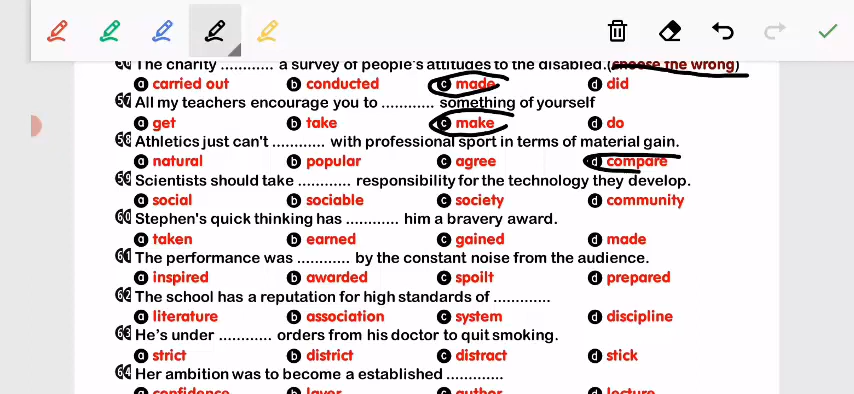 56 The charity ............ a survey of people's attitudes to the disabled.(choose the wrong)
a carried out b conducted c made d did
57 All my teachers encourage you to ............ something of yourself
a get b take c make d do
58 Athletics just can't ............ with professional sport in terms of material gain.
a natural b popular c agree d compare
59 Scientists should take ............ responsibility for the technology they develop.
a social b sociable c society d community
60 Stephen's quick thinking has ............ him a bravery award.
a taken b earned c gained d made
61 The performance was ............ by the constant noise from the audience.
a inspired b awarded c spoilt d prepared
62 The school has a reputation for high standards of .............
a literature b association c system d discipline
63 He's under ............ orders from his doctor to quit smoking.
a strict b district c distract d stick
64 Her ambition was to become a established .............
a confidence b layer c author d lecture